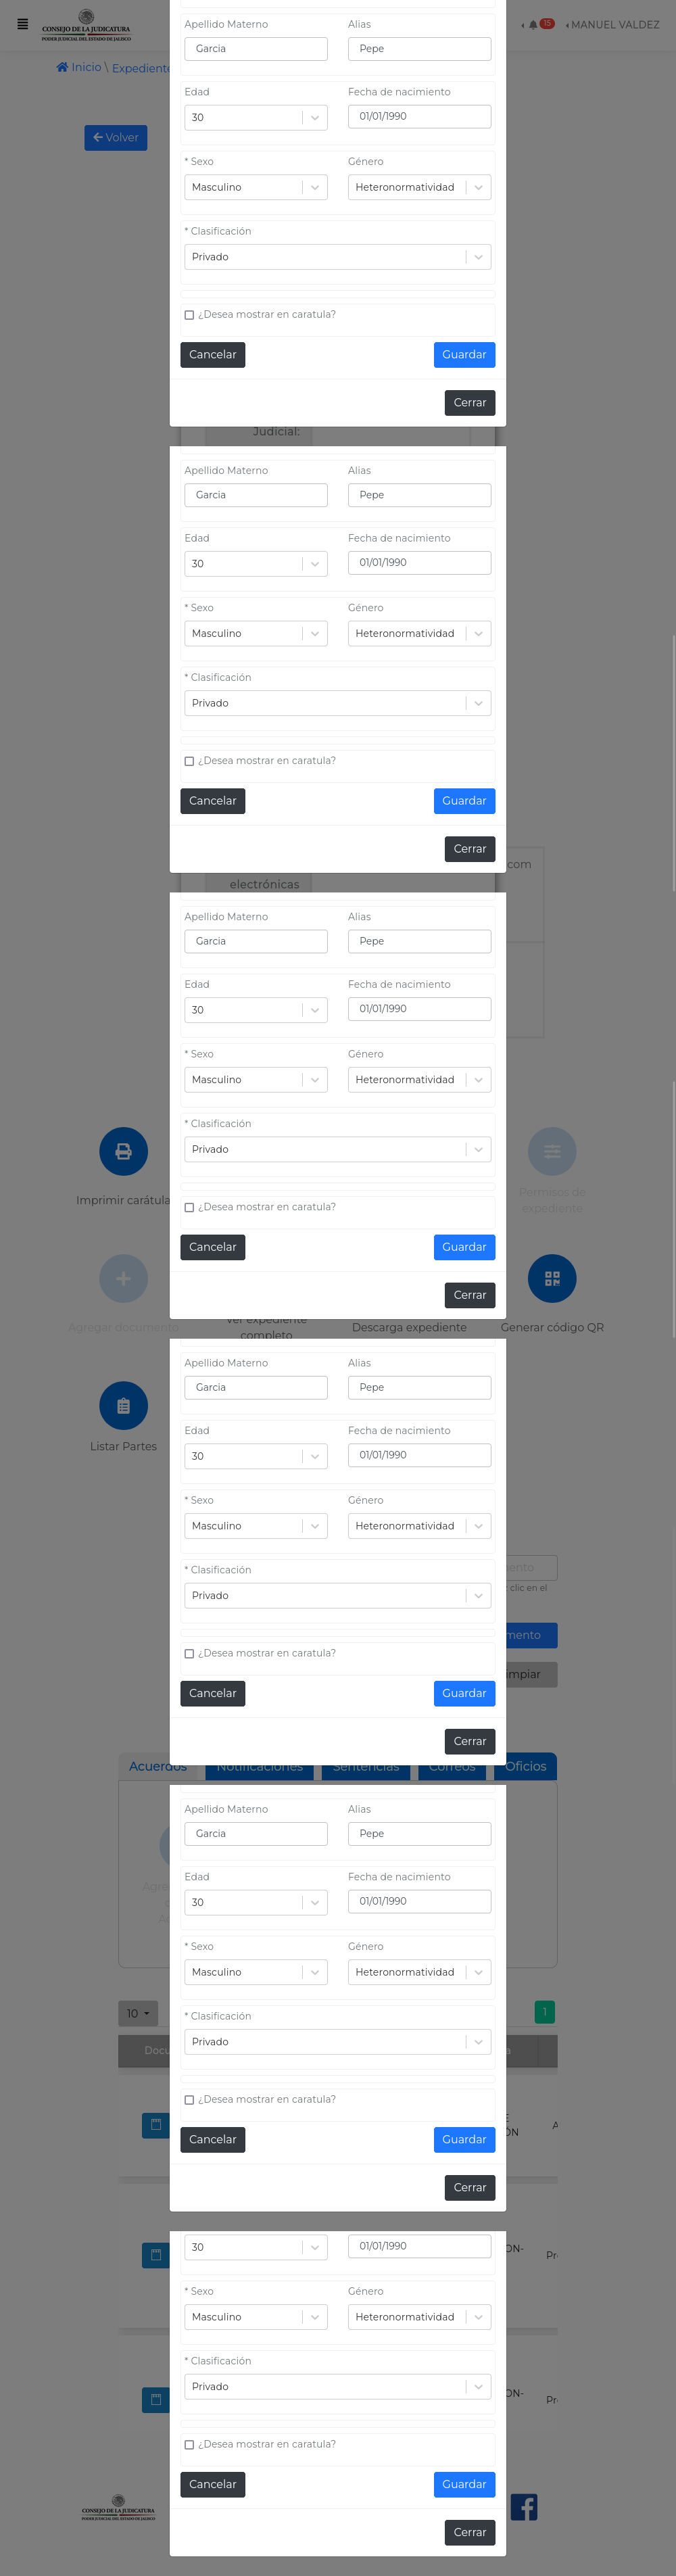 CONSEJO DE LA JUDICATURA
PODER JUDICIAL DEL ESTADO DE JALISCO
15
MANUEL VALDEZ
Inicio \ Expediente
Volver
Apellido Materno Alias
Garcia Pepe
Edad Fecha de nacimiento
30 01/01/1990
* Sexo Género
Masculino Heteronormatividad
* Clasificación
Privado
¿Desea mostrar en caratula?
Cancelar Guardar
Cerrar
Judicial:
Apellido Materno Alias
Garcia Pepe
Edad Fecha de nacimiento
30 01/01/1990
* Sexo Género
Masculino Heteronormatividad
* Clasificación
Privado
¿Desea mostrar en caratula?
Cancelar Guardar
Cerrar
com
electrónicas
Apellido Materno Alias
Garcia Pepe
Edad Fecha de nacimiento
30 01/01/1990
* Sexo Género
Masculino Heteronormatividad
* Clasificación
Privado
Imprimir carátula
Permisos de
expediente
¿Desea mostrar en caratula?
Cancelar Guardar
Cerrar
Agregar documento
Ver expediente
completo
Descarga expediente
Generar código QR
Apellido Materno Alias
Garcia Pepe
Edad Fecha de nacimiento
30 01/01/1990
Listar Partes
* Sexo Género
Masculino Heteronormatividad
* Clasificación
Privado
clic en el
¿Desea mostrar en caratula?
Cancelar Guardar
Cerrar
Acuerdos Notificaciones Sentencias Correos Oficios
Apellido Materno Alias
Garcia Pepe
Edad Fecha de nacimiento
30 01/01/1990
* Sexo Género
Masculino Heteronormatividad
* Clasificación
10 1
Privado
¿Desea mostrar en caratula?
Cancelar Guardar
Cerrar
30 01/01/1990
* Sexo Género
Masculino Heteronormatividad
* Clasificación
Privado
¿Desea mostrar en caratula?
Cancelar Guardar
CONSEJO DE LA JUDICATURA
PODER JUDICIAL DEL ESTADO DE JALISCO
Cerrar